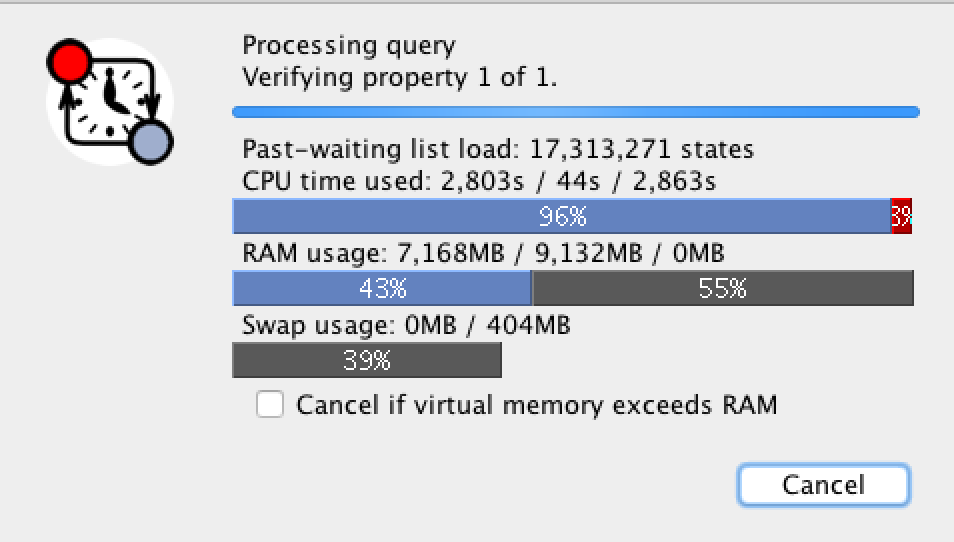 Processing query
Verifying property 1 of 1.
Past-waiting list load: 17,313,271 states
CPU time used: 2,803s / 44s / 2,863s
96% 3%
RAM usage: 7,168MB / 9,132MB / 0MB
43% 55%
Swap usage: 0MB / 404MB
39%
Cancel if virtual memory exceeds RAM
Cancel